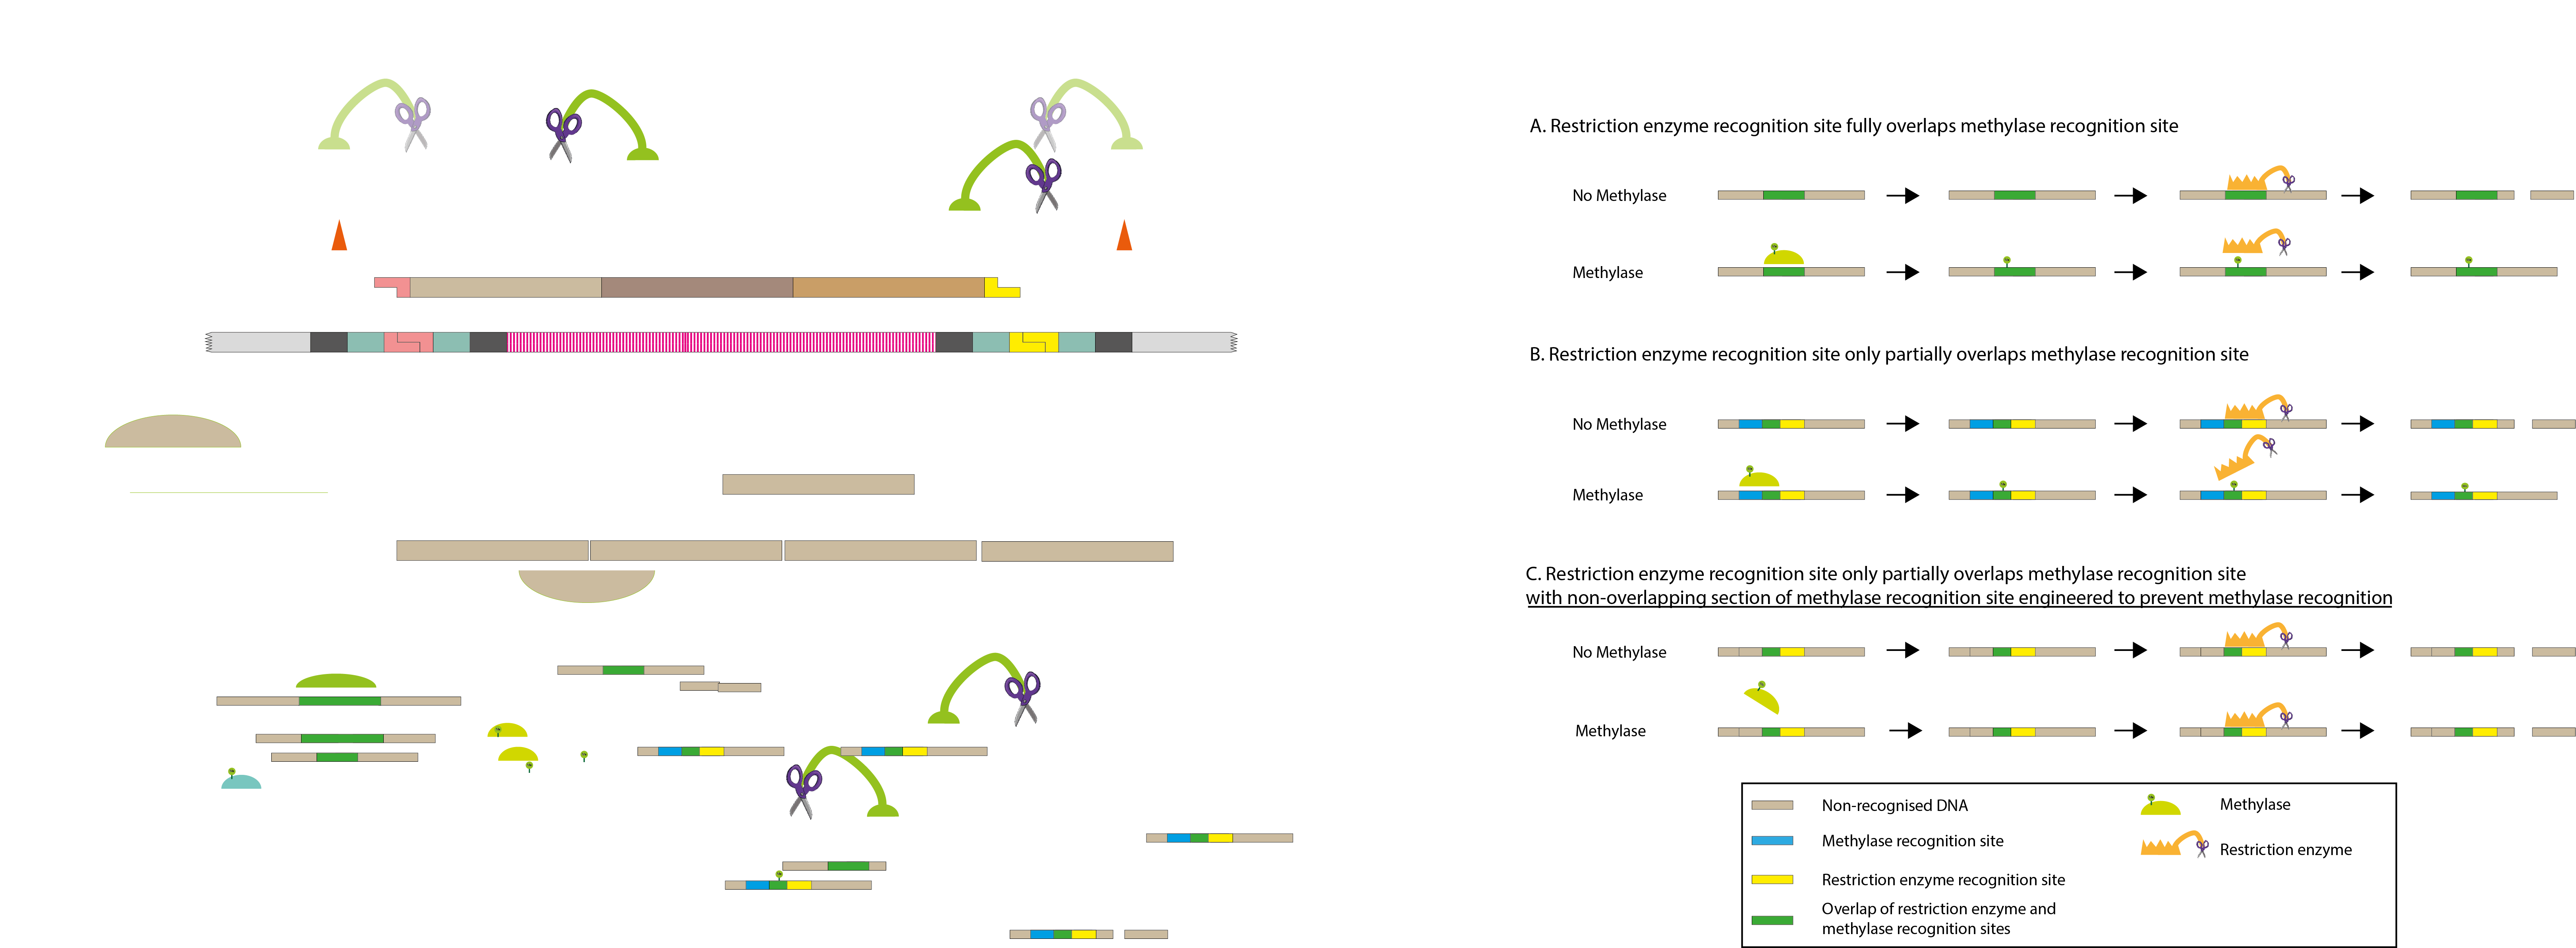 A. Restriction enzyme recognition site fully overlaps methylase recognition site
No Methylase
Methylase
B. Restriction enzyme recognition site only partially overlaps methylase recognition site
No Methylase
Methylase
C. Restriction enzyme recognition site only partially overlaps methylase recognition site
with non-overlapping section of methylase recognition site engineered to prevent methylase recognition
No Methylase
Methylase
Non-recognised DNA
Methylase recognition site
Restriction enzyme recognition site
Overlap of restriction enzyme and
methylase recognition sites
Methylase
Restriction enzyme